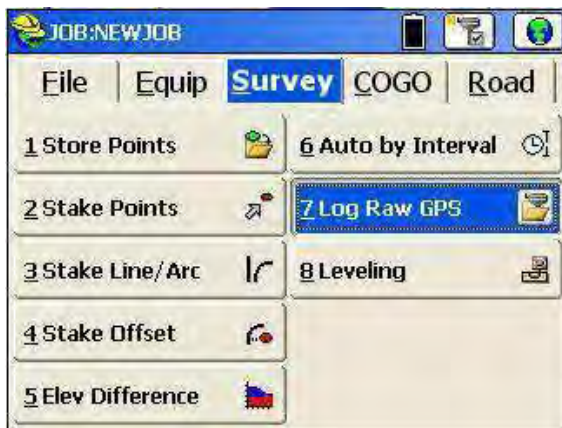 JOB:NEWJOB
File Equip Survey COGO Road
1 Store Points
2 Stake Points
3 Stake Line/Arc
4 Stake Offset
5 Elev Difference
6 Auto by Interval
7 Log Raw GPS
8 Leveling